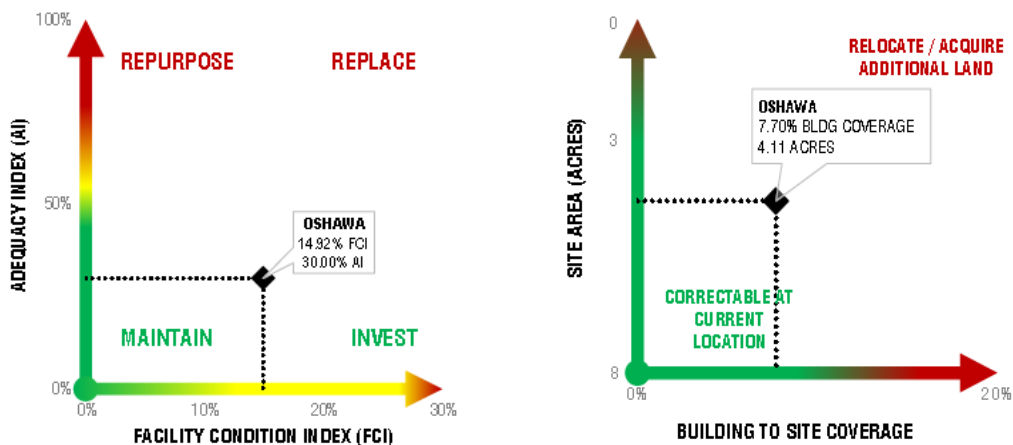 100%
REPURPOSE
REPLACE
ADEQUACY INDEX (AI)
50%
OSHAWA
14.92% FCI
30.00% AI
MAINTAIN
INVEST
0%
0%
10%
20%
30%
FACILITY CONDITION INDEX (FCI)
0
RELOCATE / ACQUIRE
ADDITIONAL LAND
OSHAWA
7.70% BLDG COVERAGE
4.11 ACRES
3
SITE AREA (ACRES)
CORRECTABLE AT
CURRENT
LOCATION
8
0%
20%
BUILDING TO SITE COVERAGE